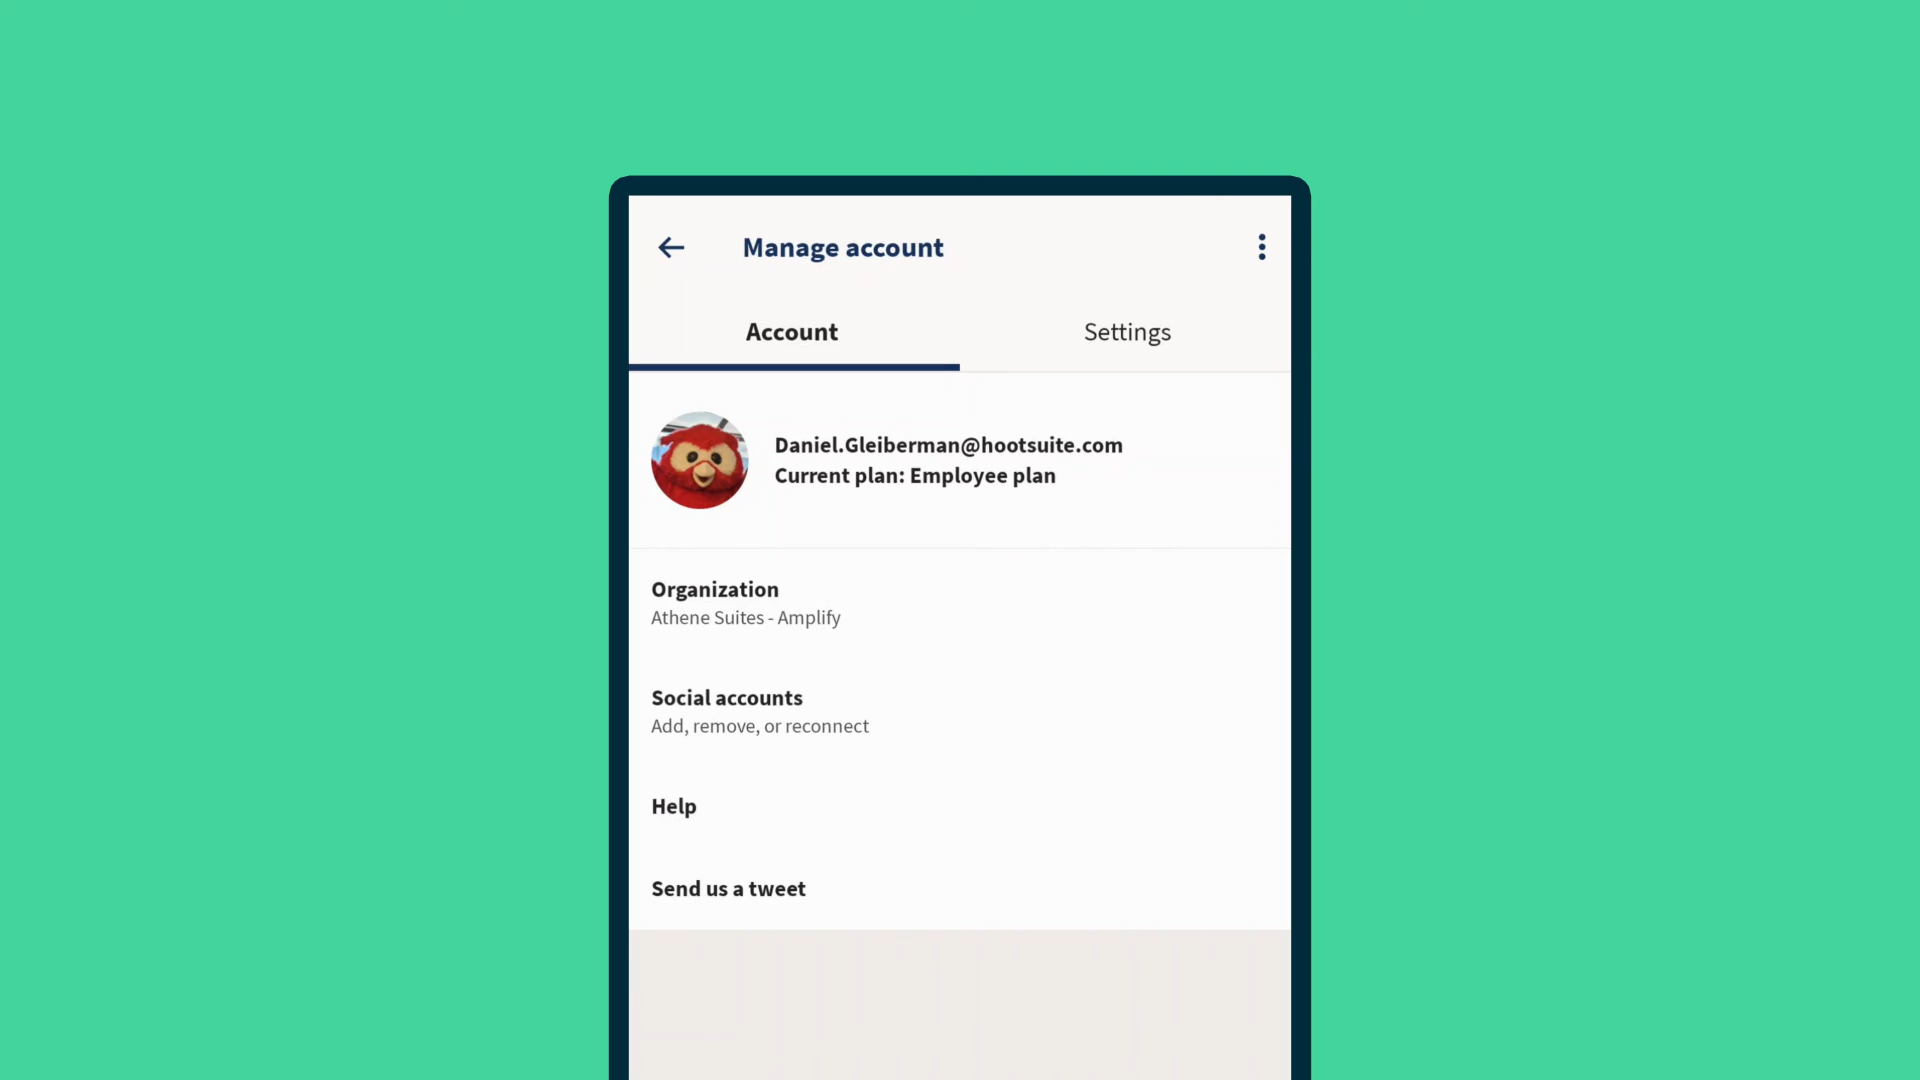 Manage account
Account
Settings
Daniel.Gleiberman@hootsuite.com
Current plan: Employee plan
Organization
Athene Suites - Amplify
Social accounts
Add, remove, or reconnect
Help
Send us a tweet